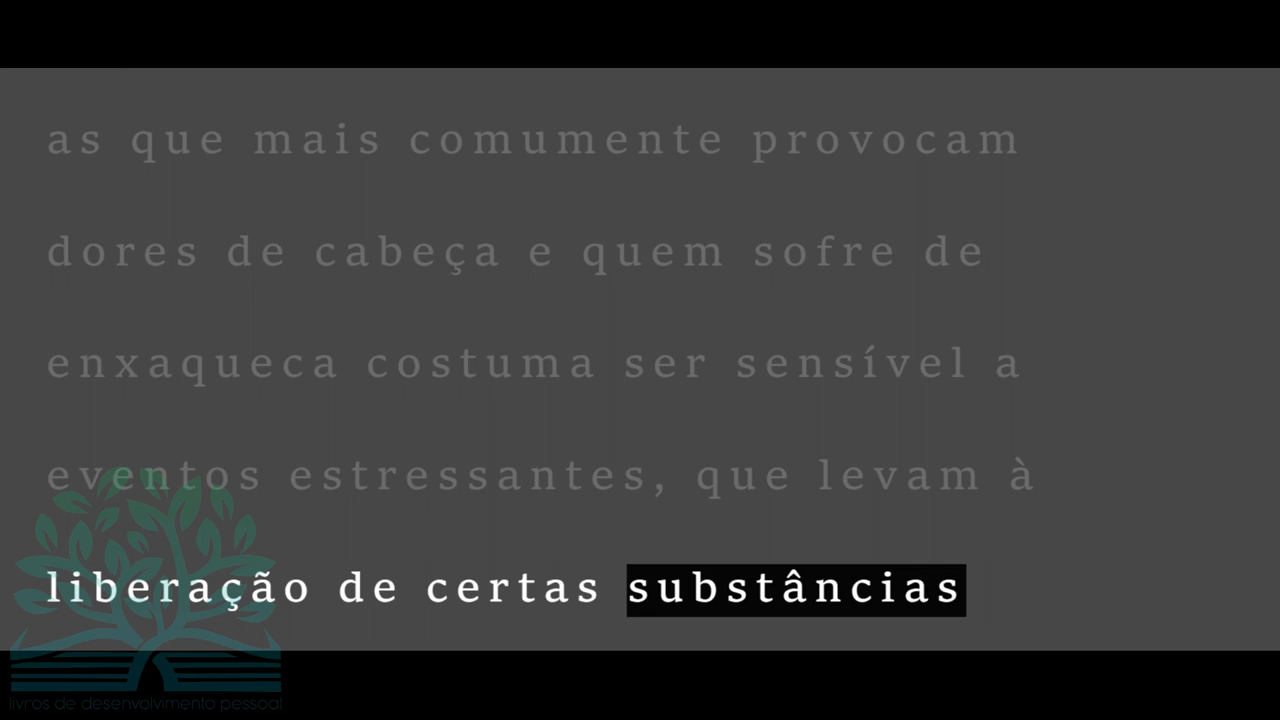 as que mais comumente provocam
dores de cabeça e quem sofre de
enxaqueca costuma ser sensível a
eventos estressantes, que levam à
liberação de certas substâncias
livros de desenvolvimento pessoal